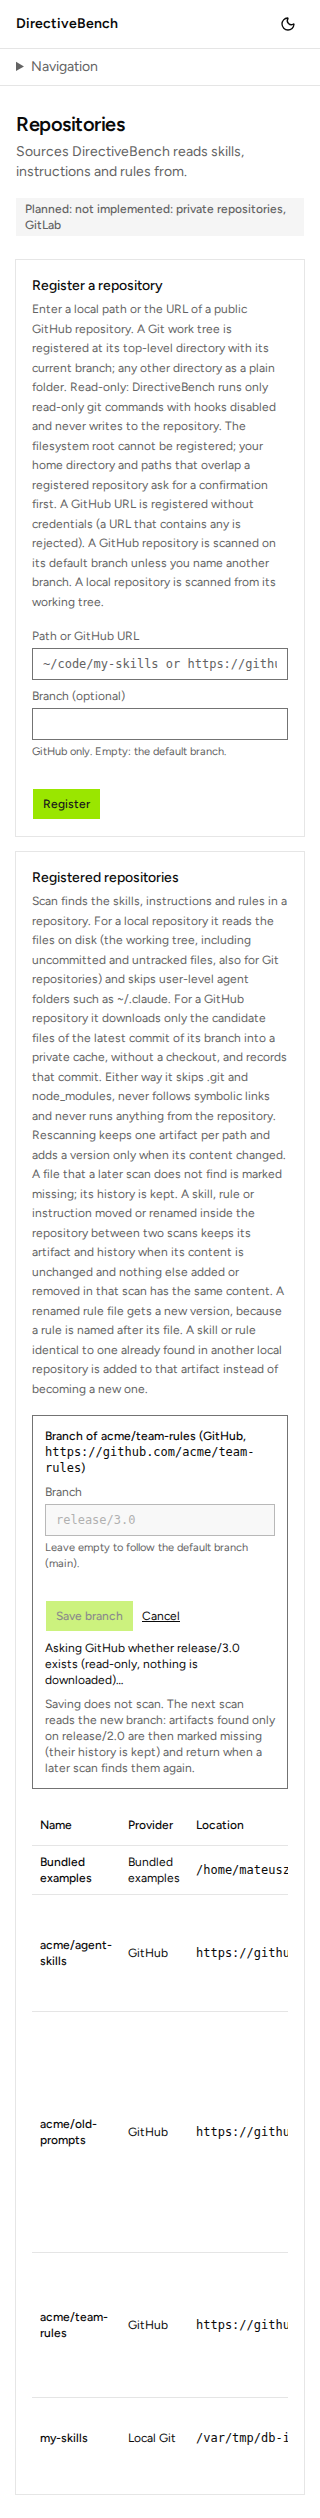 DirectiveBench
Navigation
Repositories
Sources DirectiveBench reads skills,
instructions and rules from.
Planned: not implemented: private repositories,
GitLab
Register a repository
Enter a local path or the URL of a public
GitHub repository. A Git work tree is
registered at its top-level directory with its
current branch; any other directory as a plain
folder. Read-only: DirectiveBench runs only
read-only git commands with hooks disabled
and never writes to the repository. The
filesystem root cannot be registered; your
home directory and paths that overlap a
registered repository ask for a confirmation
first. A GitHub URL is registered without
credentials (a URL that contains any is
rejected). A GitHub repository is scanned on
its default branch unless you name another
branch. A local repository is scanned from its
working tree.
Path or GitHub URL
~/code/my-skills or https://githu
Branch (optional)
GitHub only. Empty: the default branch.
Register
Registered repositories
Scan finds the skills, instructions and rules in a
repository. For a local repository it reads the
files on disk (the working tree, including
uncommitted and untracked files, also for Git
repositories) and skips user-level agent
folders such as ~/.claude. For a GitHub
repository it downloads only the candidate
files of the latest commit of its branch into a
private cache, without a checkout, and records
that commit. Either way it skips .git and
node_modules, never follows symbolic links
and never runs anything from the repository.
Rescanning keeps one artifact per path and
adds a version only when its content changed.
A file that a later scan does not find is marked
missing; its history is kept. A skill, rule or
instruction moved or renamed inside the
repository between two scans keeps its
artifact and history when its content is
unchanged and nothing else added or
removed in that scan has the same content. A
renamed rule file gets a new version, because
a rule is named after its file. A skill or rule
identical to one already found in another local
repository is added to that artifact instead of
becoming a new one.
Branch of acme/team-rules (GitHub,
https://github.com/acme/team-
rules)
Branch
release/3.0
Leave empty to follow the default branch
(main).
Save branch Cancel
Asking GitHub whether release/3.0
exists (read-only, nothing is
downloaded)…
Saving does not scan. The next scan
reads the new branch: artifacts found only
on release/2.0 are then marked missing
(their history is kept) and return when a
later scan finds them again.
Name Provider Location
Bundled examples Bundled examples /home/mateusz
acme/agent-skills GitHub https://githu
acme/old-prompts GitHub https://githu
acme/team-rules GitHub https://githu
my-skills Local Git /var/tmp/db-i